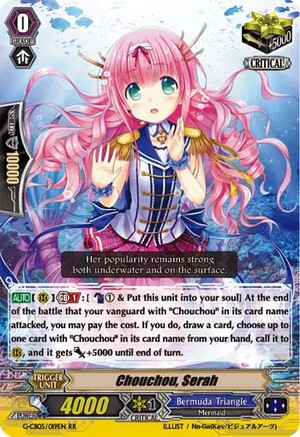 0
GRADE
+5000
CRITICAL
10000
Her popularity remains strong
both underwater and on the surface.
AUTO [ ] GB 1 : [ 1 & Put this unit into your soul] At the end
of the battle that your vanguard with "Chouchou" in its card name
attacked, you may pay the cost. If you do, draw a card, choose up to
one card with "Chouchou" in its card name from your hand, call it to
, and it gets +5000 until end of turn.
TRIGGER
UNIT
Chouchou, Serah
POWER
4000
1
CRITICAL
Bermuda Triangle
Mermaid
G-CB05/019EN RR
ILLUST / Na-Ga(Key/ビジュアルアーツ)